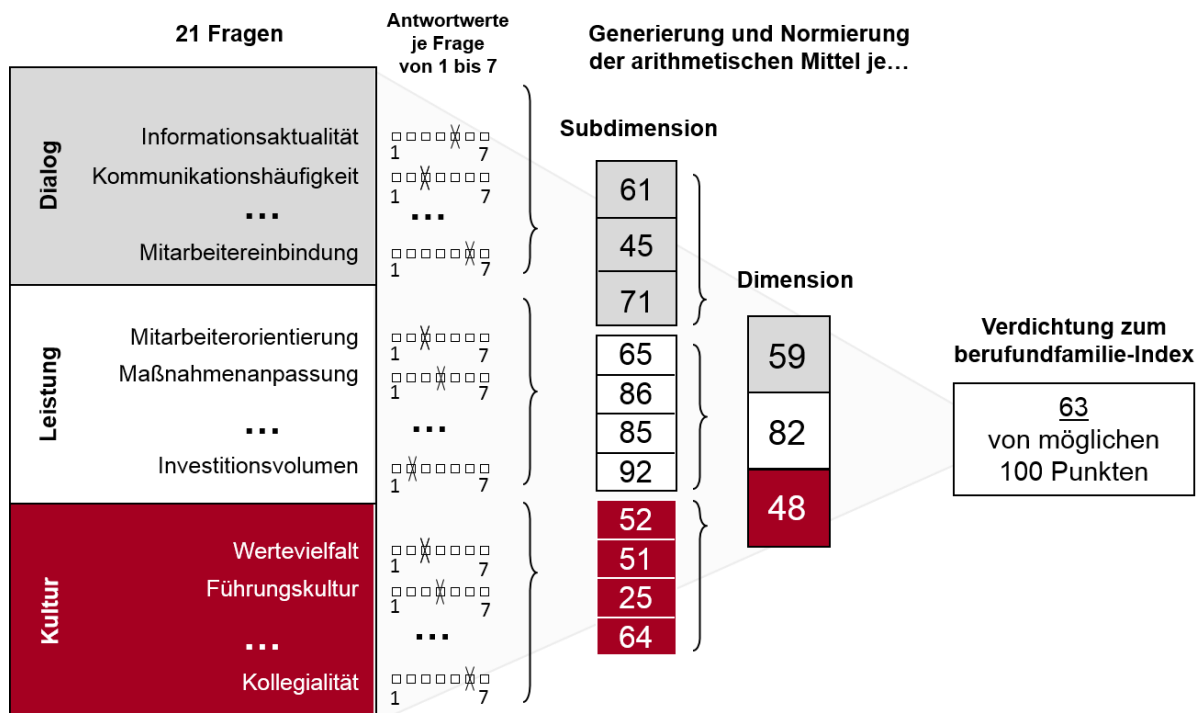 21 Fragen
Antwortwerte
je Frage
von 1 bis 7
Generierung und Normierung
der arithmetischen Mittel je…
Dialog
Informationsaktualität
1 7
Kommunikationshäufigkeit
1 7
...
...
Mitarbeitereinbindung
1 7
Leistung
Mitarbeiterorientierung
1 7
Maßnahmenanpassung
1 7
...
...
Investitionsvolumen
1 7
Kultur
Wertevielfalt
1 7
Führungskultur
1 7
...
...
Kollegialität
1 7
Subdimension
61
45
71
65
86
85
92
52
51
25
64
Dimension
59
82
48
Verdichtung zum
berufundfamilie-Index
63
von möglichen
100 Punkten